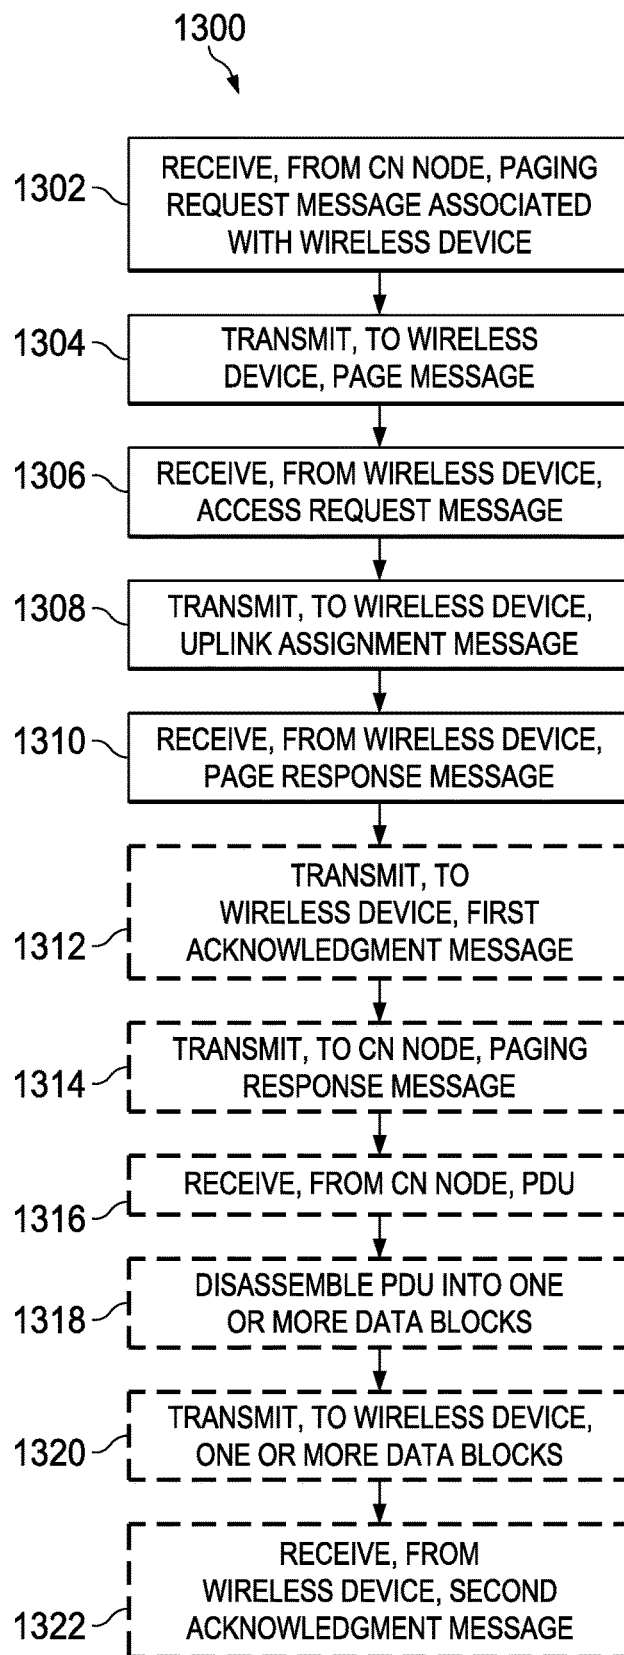 1300
1302
RECEIVE, FROM CN NODE, PAGING
REQUEST MESSAGE ASSOCIATED
WITH WIRELESS DEVICE
1304
TRANSMIT, TO WIRELESS
DEVICE, PAGE MESSAGE
1306
RECEIVE, FROM WIRELESS DEVICE,
ACCESS REQUEST MESSAGE
1308
TRANSMIT, TO WIRELESS DEVICE,
UPLINK ASSIGNMENT MESSAGE
1310
RECEIVE, FROM WIRELESS DEVICE,
PAGE RESPONSE MESSAGE
1312
TRANSMIT, TO
WIRELESS DEVICE, FIRST
ACKNOWLEDGMENT MESSAGE
1314
TRANSMIT, TO CN NODE, PAGING
RESPONSE MESSAGE
1316
RECEIVE, FROM CN NODE, PDU
1318
DISASSEMBLE PDU INTO ONE
OR MORE DATA BLOCKS
1320
TRANSMIT, TO WIRELESS DEVICE,
ONE OR MORE DATA BLOCKS
1322
RECEIVE, FROM
WIRELESS DEVICE, SECOND
ACKNOWLEDGMENT MESSAGE